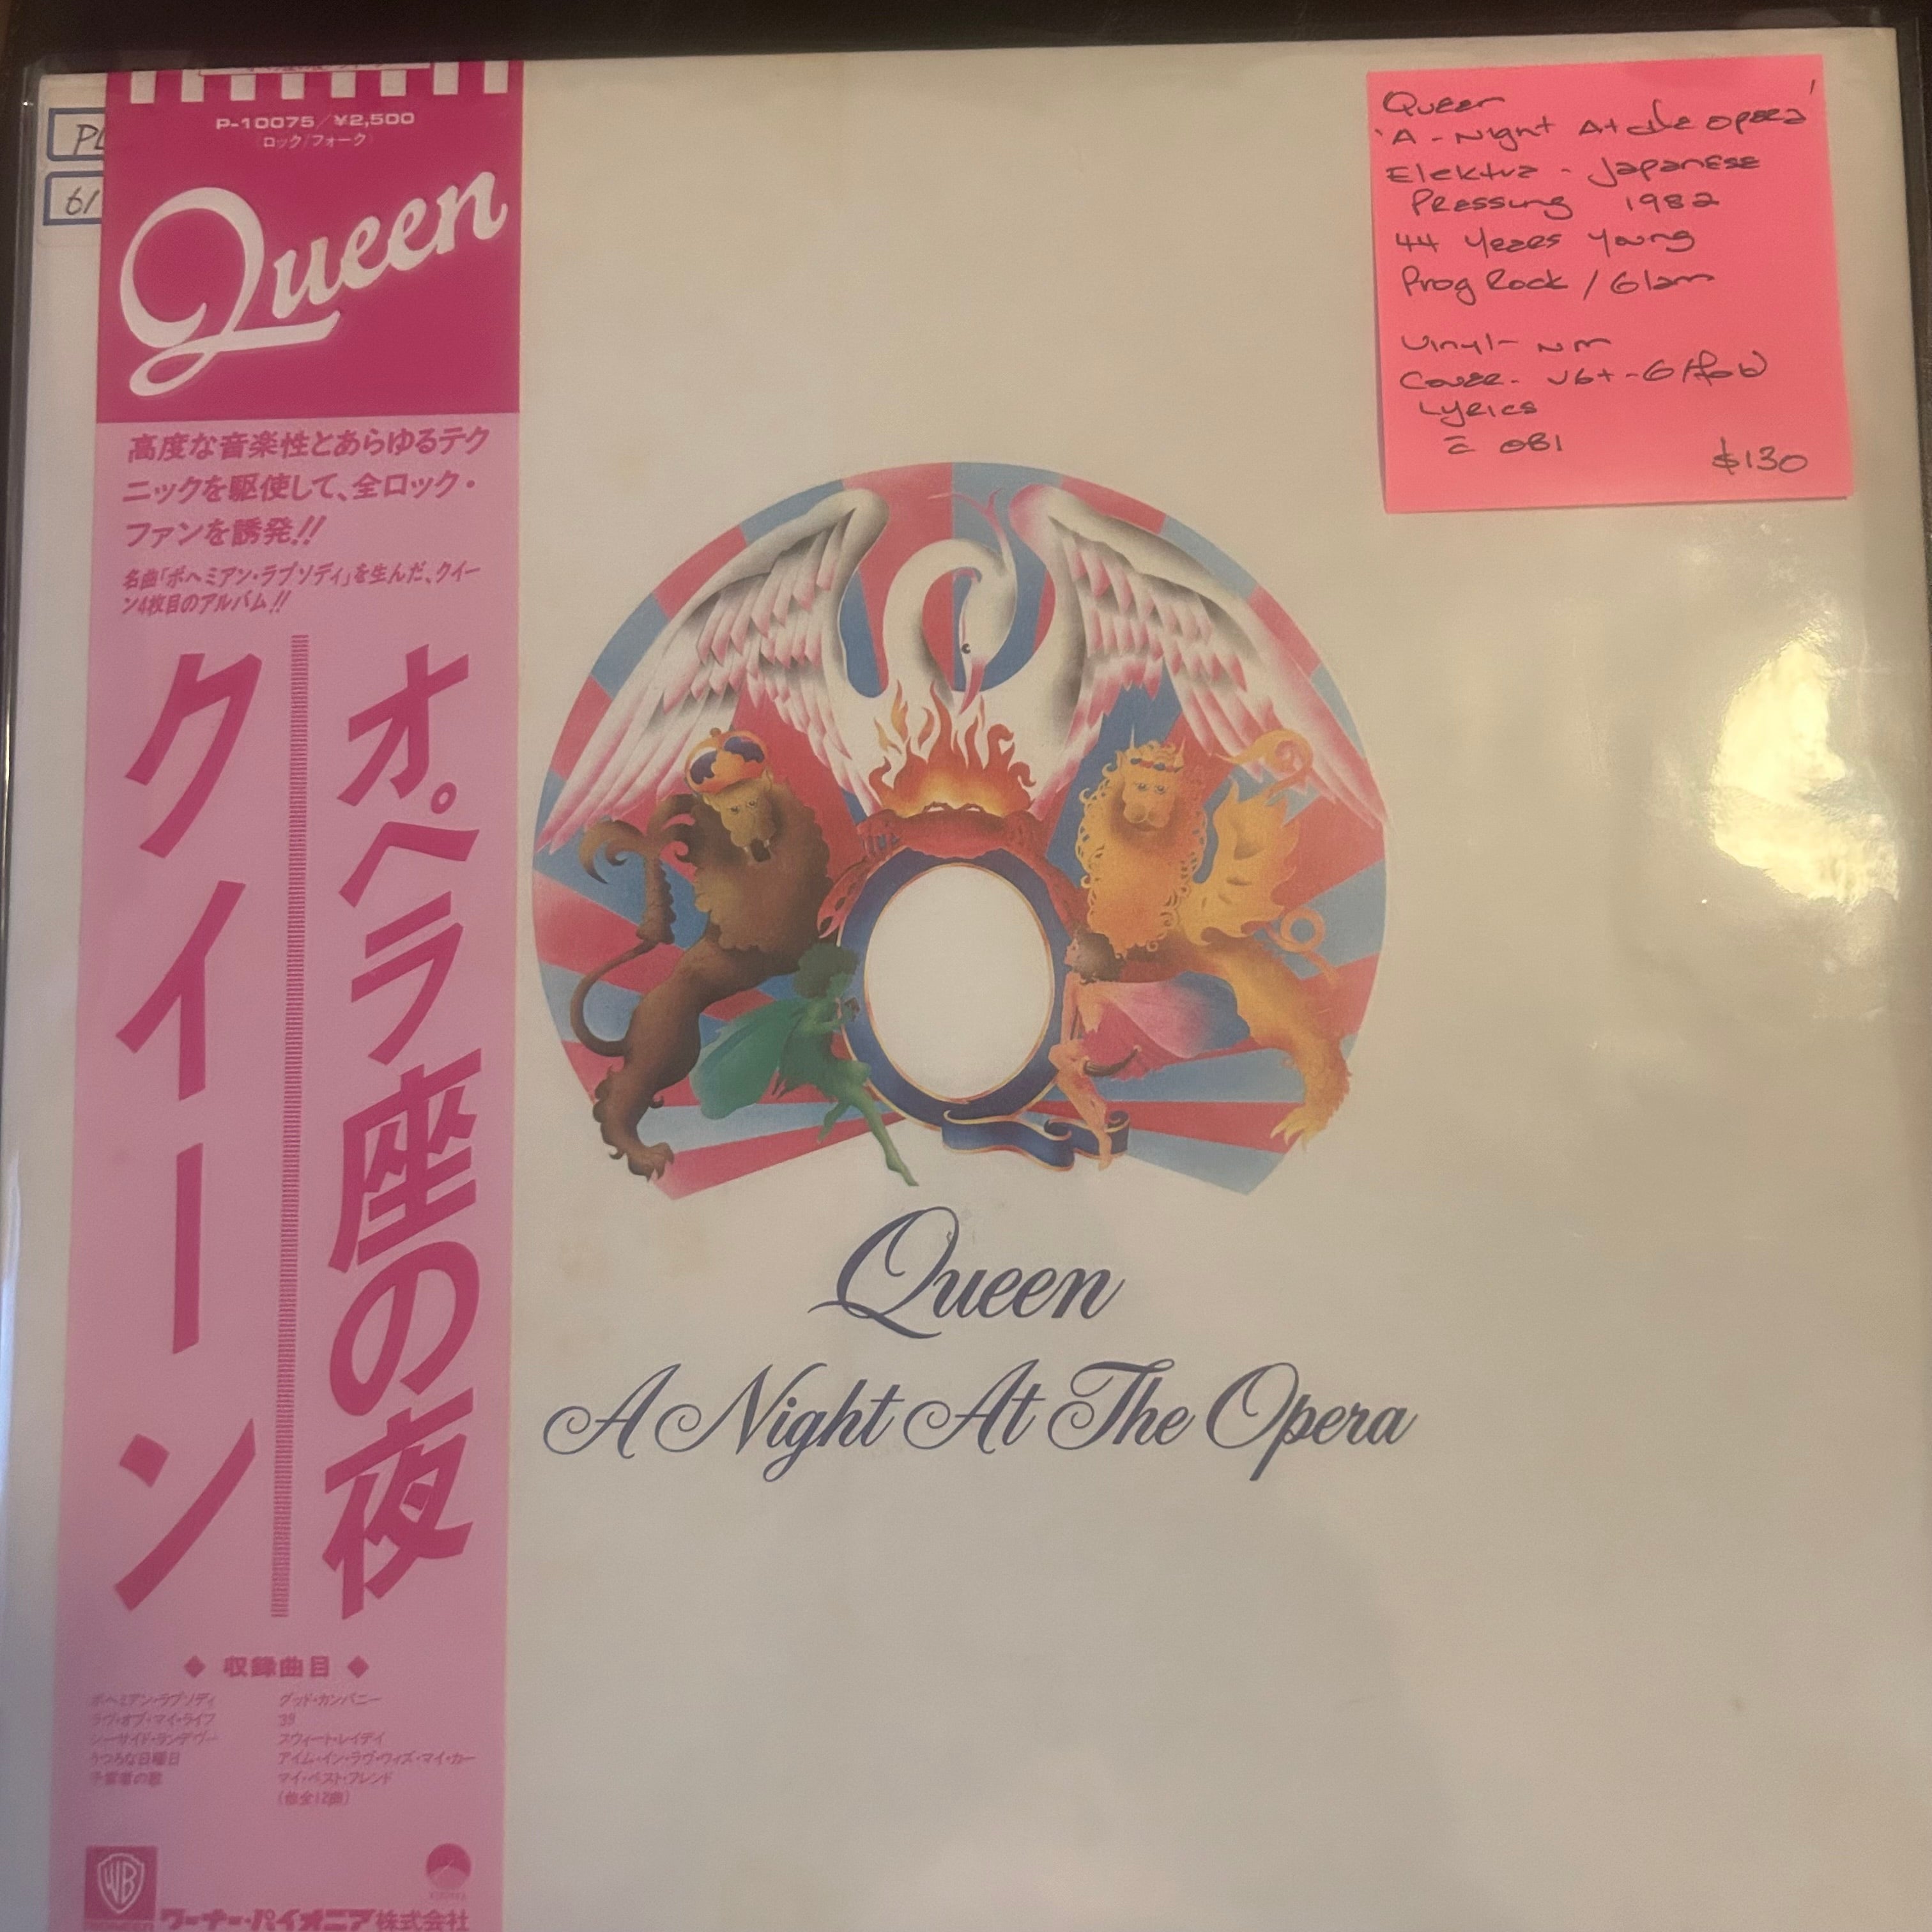 P-10075/¥2,500
(ロック/フォーク)
Queen
高度な音楽性とあらゆるテク
ニックを駆使して、全ロック・
ファンを誘発!!
名曲「ボヘミアン・ラプソディ」を生んだ、クイー
ン4枚目のアルバム!!
オペラ座の夜
クイーン
◆ 収録曲目 ◆
ボヘミアン・ラプソディ
ラヴ・オブ・マイ・ライフ
シーサイド・ランデヴー
うつろな日曜日
予言者の歌
グッド・カンパニー
39
スウィート・レイディ
アイム・イン・ラヴ・ウィズ・マイ・カー
マイ・ベスト・フレンド
(他全12曲)
WB
ワーナー・パイオニア株式会社
PL
6/
Queen
'A - Night At the Opera'
Elektra - Japanese
Pressing 1982
44 Years Young
Prog Rock / Glam
Vinyl - NM
Cover - VG+ - G/fold
Lyrics
OBI
$130
Queen
A Night At The Opera